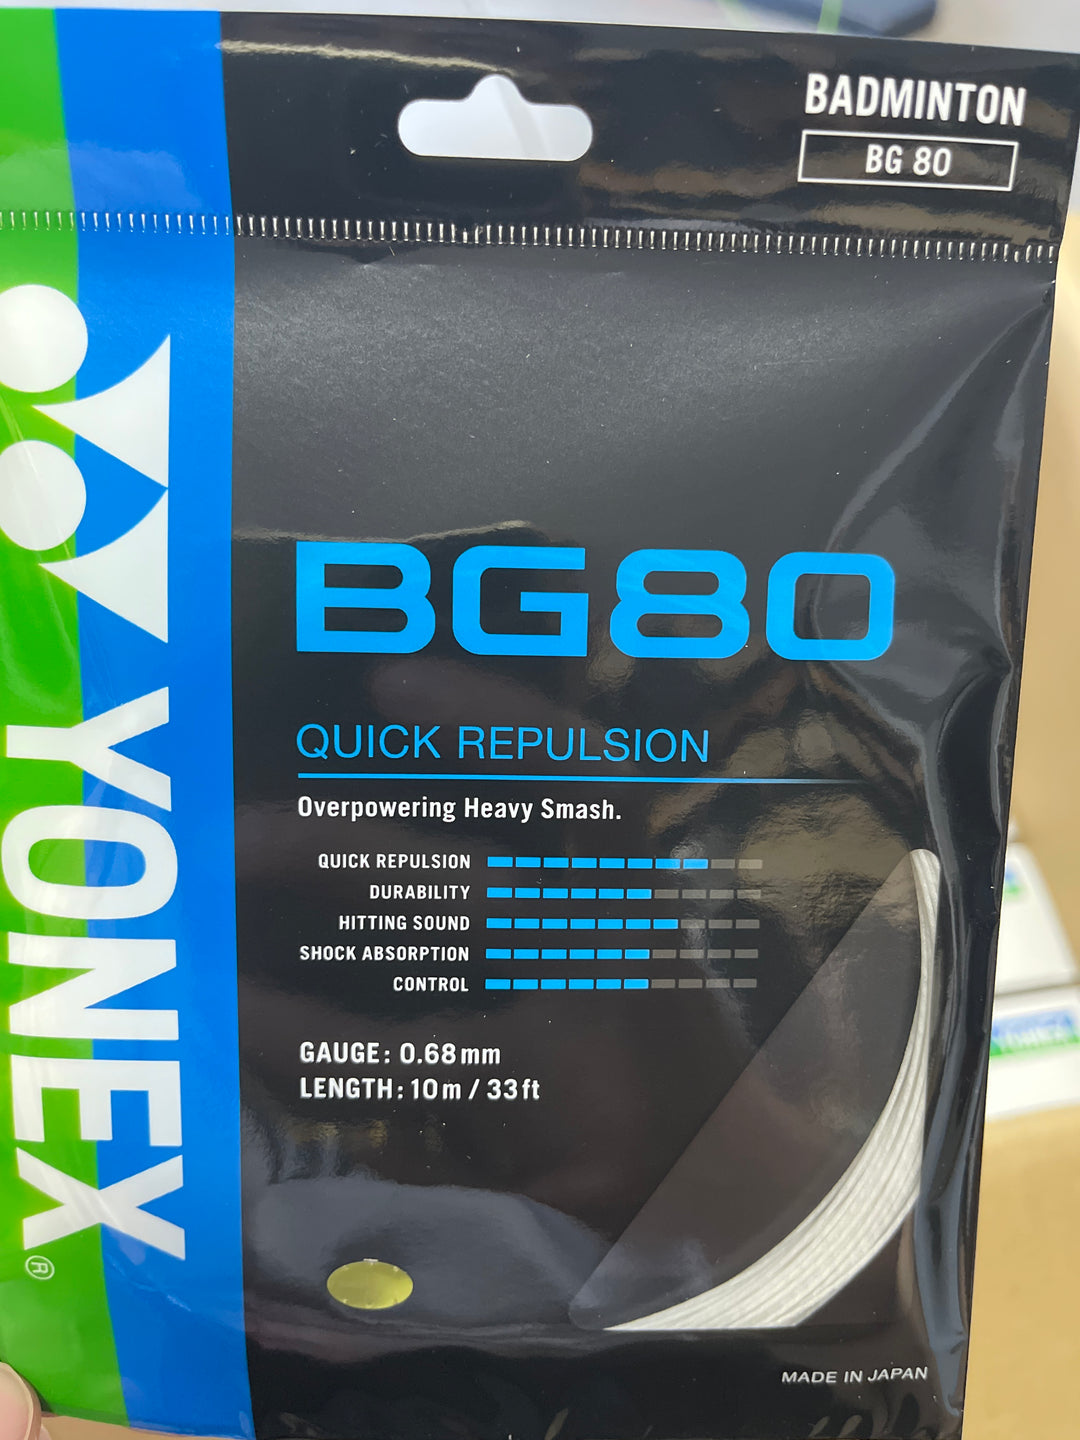 BADMINTON
BG 80
YONEX®
BG80
QUICK REPULSION
Overpowering Heavy Smash.
QUICK REPULSION
DURABILITY
HITTING SOUND
SHOCK ABSORPTION
CONTROL
GAUGE: 0.68mm
LENGTH: 10m / 33ft
MADE IN JAPAN
YONEX